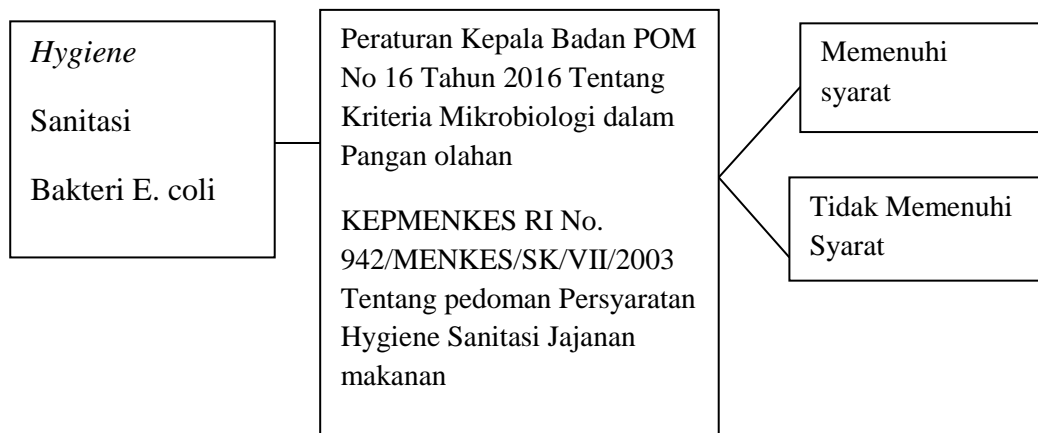 Hygiene
Sanitasi
Bakteri E. coli
Peraturan Kepala Badan POM
No 16 Tahun 2016 Tentang
Kriteria Mikrobiologi dalam
Pangan olahan
KEPMENKES RI No.
942/MENKES/SK/VII/2003
Tentang pedoman Persyaratan
Hygiene Sanitasi Jajanan
makanan
Memenuhi
syarat
Tidak Memenuhi
Syarat